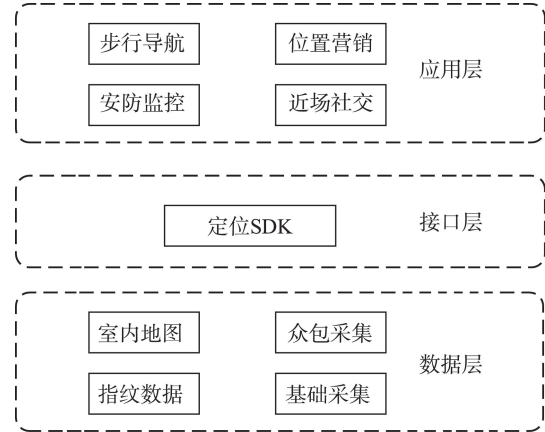 步行导航
位置营销
应用层
安防监控
近场社交
定位SDK
接口层
室内地图
众包采集
数据层
指纹数据
基础采集